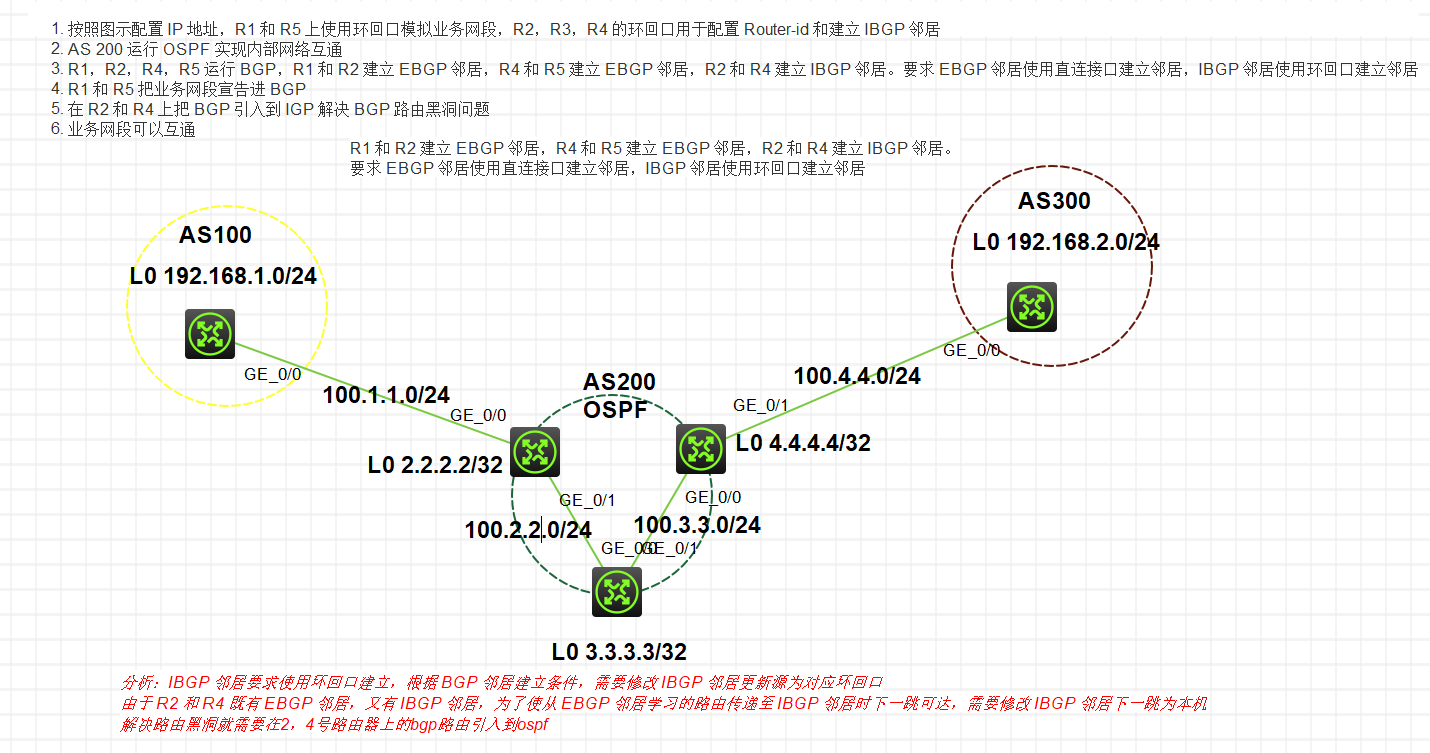 1. 按照图示配置 IP 地址，R1 和 R5 上使用环回口模拟业务网段，R2，R3，R4 的环回口用于配置 Router-id 和建立 IBGP 邻居
2. AS 200 运行 OSPF 实现内部网络互通
3. R1，R2，R4，R5 运行 BGP，R1 和 R2 建立 EBGP 邻居，R4 和 R5 建立 EBGP 邻居，R2 和 R4 建立 IBGP 邻居。要求 EBGP 邻居使用直连接口建立邻居，IBGP 邻居使用环回口建立邻居
4. R1 和 R5 把业务网段宣告进 BGP
5. 在 R2 和 R4 上把 BGP 引入到 IGP 解决 BGP 路由黑洞问题
6. 业务网段可以互通
R1 和 R2 建立 EBGP 邻居，R4 和 R5 建立 EBGP 邻居，R2 和 R4 建立 IBGP 邻居。
要求 EBGP 邻居使用直连接口建立邻居，IBGP 邻居使用环回口建立邻居
AS300
L0 192.168.2.0/24
AS100
L0 192.168.1.0/24
GE_0/0
GE_0/0
100.4.4.0/24
100.1.1.0/24
AS200
OSPF
GE_0/1
GE_0/0
L0 4.4.4.4/32
L0 2.2.2.2/32
GE_0/1
GE_0/0
100.2.2.0/24
100.3.3.0/24
GE_0/0
GE_0/1
L0 3.3.3.3/32
分析：IBGP 邻居要求使用环回口建立，根据 BGP 邻居建立条件，需要修改 IBGP 邻居更新源为对应环回口
由于 R2 和 R4 既有 EBGP 邻居，又有 IBGP 邻居，为了使从 EBGP 邻居学习的路由传递至 IBGP 邻居时下一跳可达，需要修改 IBGP 邻居下一跳为本机
解决路由黑洞就需要在2，4号路由器上的bgp路由引入到ospf